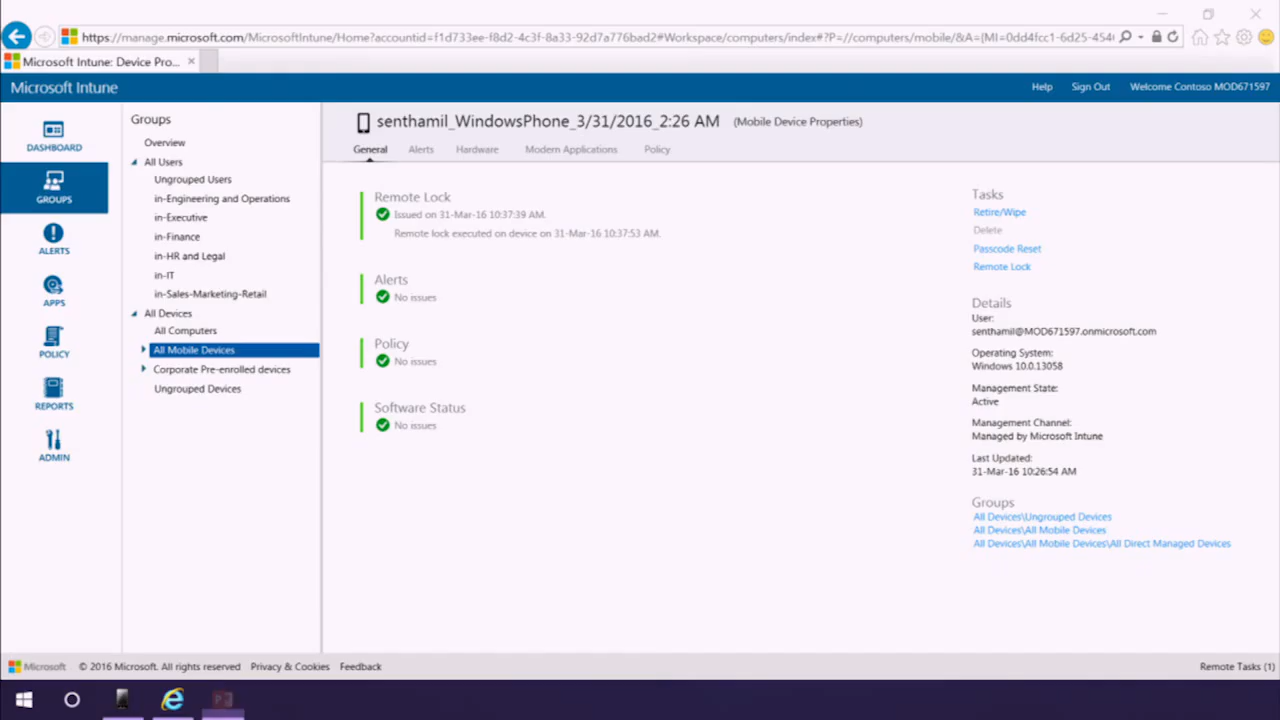 https://manage.microsoft.com/MicrosoftIntune/Home?accountid=f1d733ee-f8d2-4c3f-8a33-92d7a776bad2#Workspace/computers/index#?P=//computers/mobile/&A=[MI=0dd4fcc1-6d25-454
Microsoft Intune: Device Pro...
Microsoft Intune
Help
Sign Out
Welcome Contoso MOD671597
DASHBOARD
GROUPS
ALERTS
APPS
POLICY
REPORTS
ADMIN
Groups
Overview
All Users
Ungrouped Users
in-Engineering and Operations
in-Executive
in-Finance
in-HR and Legal
in-IT
in-Sales-Marketing-Retail
All Devices
All Computers
All Mobile Devices
Corporate Pre-enrolled devices
Ungrouped Devices
senthamil_WindowsPhone_3/31/2016_2:26 AM (Mobile Device Properties)
General
Alerts
Hardware
Modern Applications
Policy
Remote Lock
Issued on 31-Mar-16 10:37:39 AM.
Remote lock executed on device on 31-Mar-16 10:37:53 AM.
Alerts
No issues
Policy
No issues
Software Status
No issues
Tasks
Retire/Wipe
Delete
Passcode Reset
Remote Lock
Details
User:
senthamil@MOD671597.onmicrosoft.com
Operating System:
Windows 10.0.13058
Management State:
Active
Management Channel:
Managed by Microsoft Intune
Last Updated:
31-Mar-16 10:26:54 AM
Groups
All Devices\Ungrouped Devices
All Devices\All Mobile Devices
All Devices\All Mobile Devices\All Direct Managed Devices
Microsoft
© 2016 Microsoft. All rights reserved
Privacy & Cookies
Feedback
Remote Tasks (1)